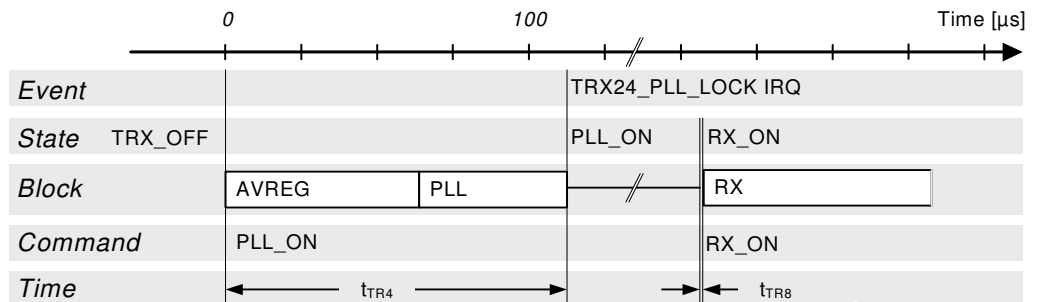 0 100 Time [µs]
Event TRX24_PLL_LOCK IRQ
State TRX_OFF PLL_ON RX_ON
Block AVREG PLL RX
Command PLL_ON RX_ON
Time tTR4 tTR8